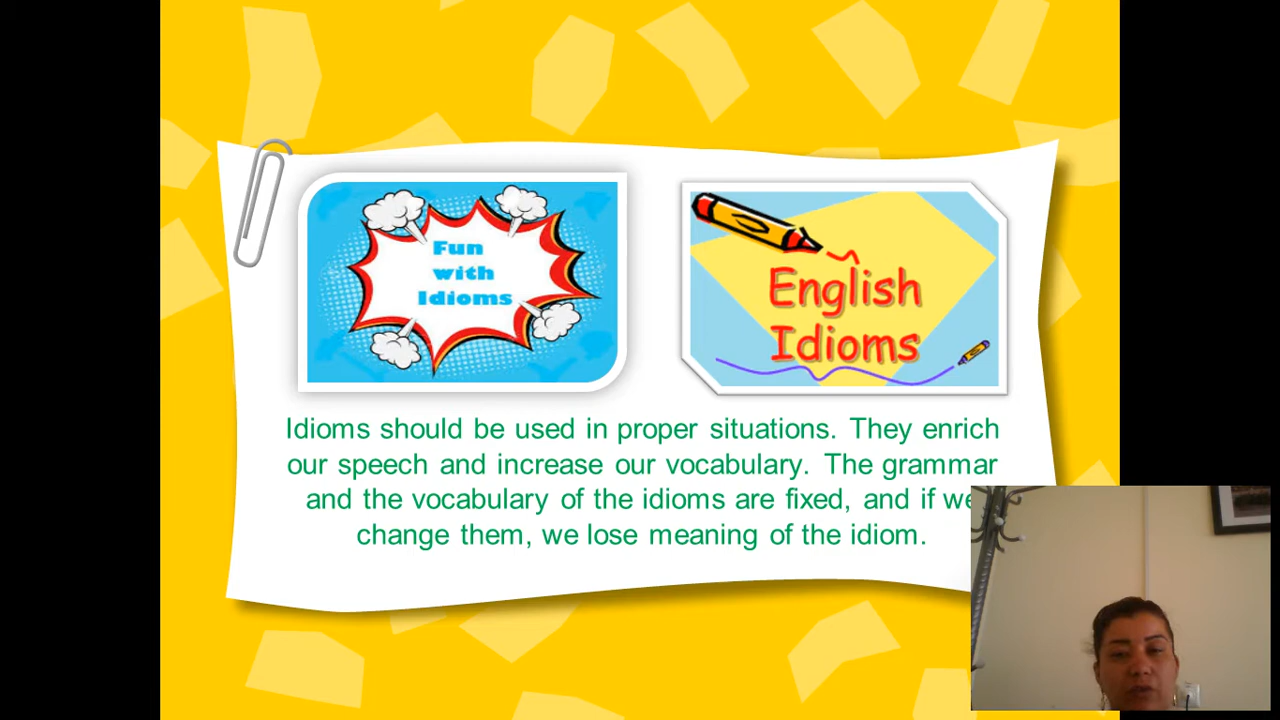 Fun
with
Idioms
English
Idioms
Idioms should be used in proper situations. They enrich
our speech and increase our vocabulary. The grammar
and the vocabulary of the idioms are fixed, and if we
change them, we lose meaning of the idiom.